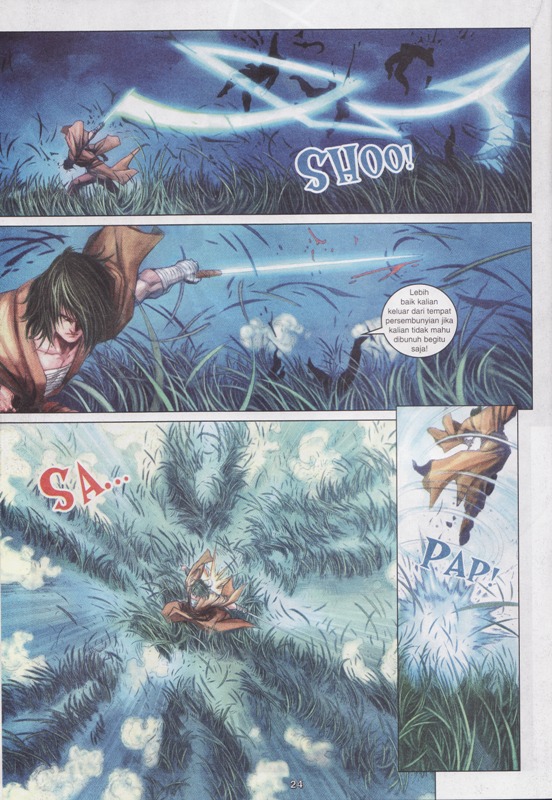 SHOO!
Lebih
baik kalian
keluar dari tempat
persembunyian jika
kalian tidak mahu
dibunuh begitu
saja!
SA...
PAP!
24